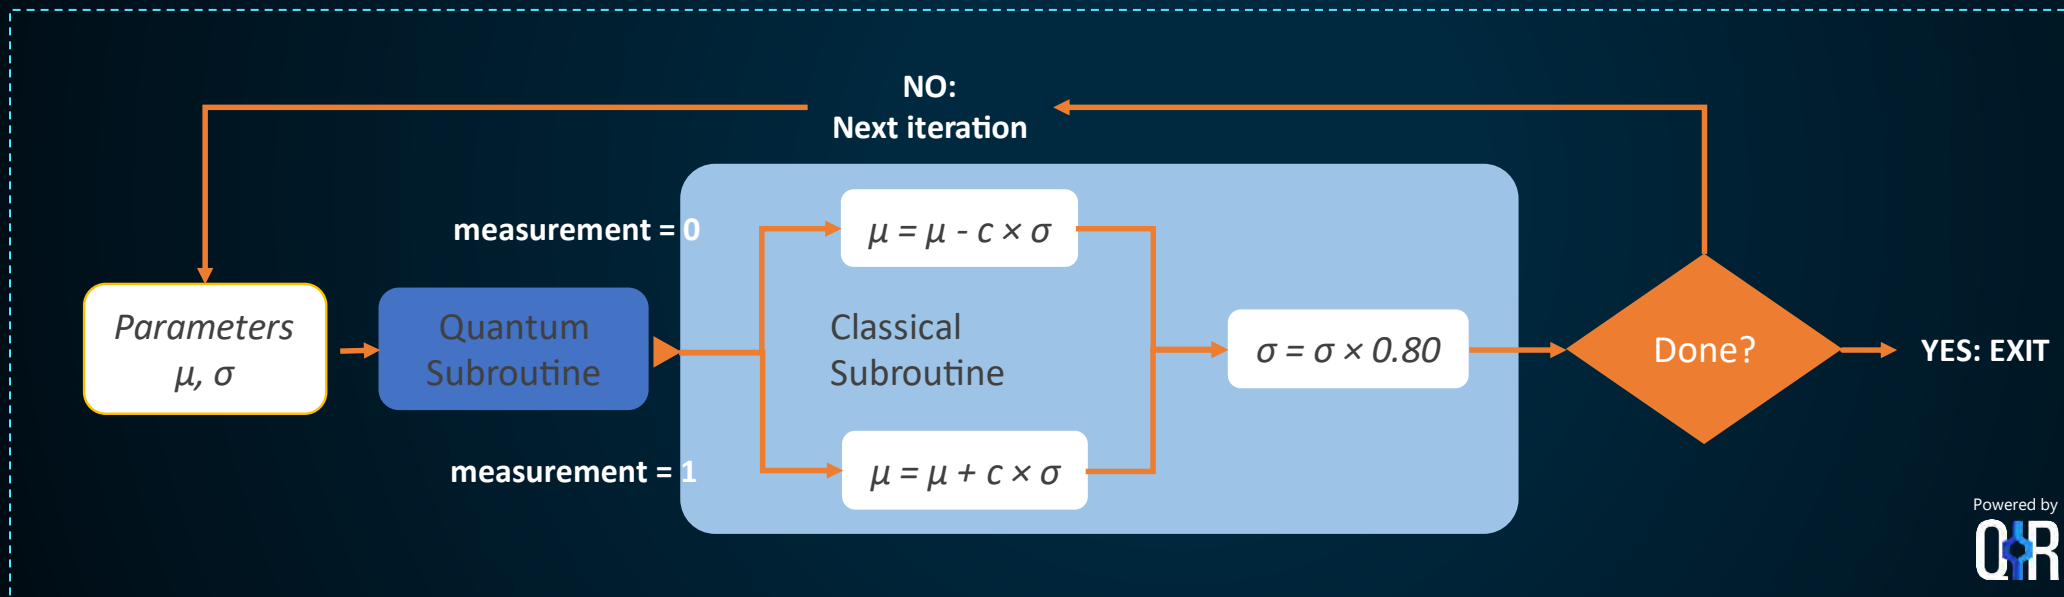 NO:
Next iteration
measurement = 0
μ = μ - c × σ
Parameters
μ, σ
Quantum
Subroutine
Classical
Subroutine
σ = σ × 0.80
Done?
YES: EXIT
measurement = 1
μ = μ + c × σ
Powered by
QIR